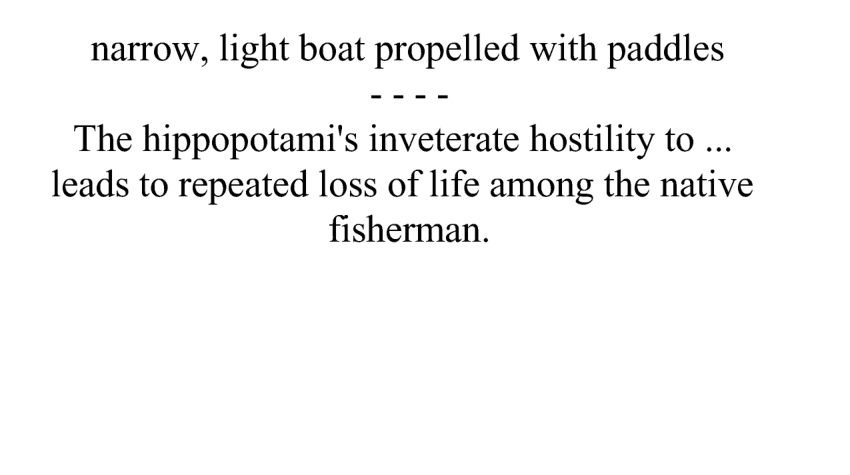 narrow, light boat propelled with paddles
- - - -
The hippopotami's inveterate hostility to ...
leads to repeated loss of life among the native
fisherman.